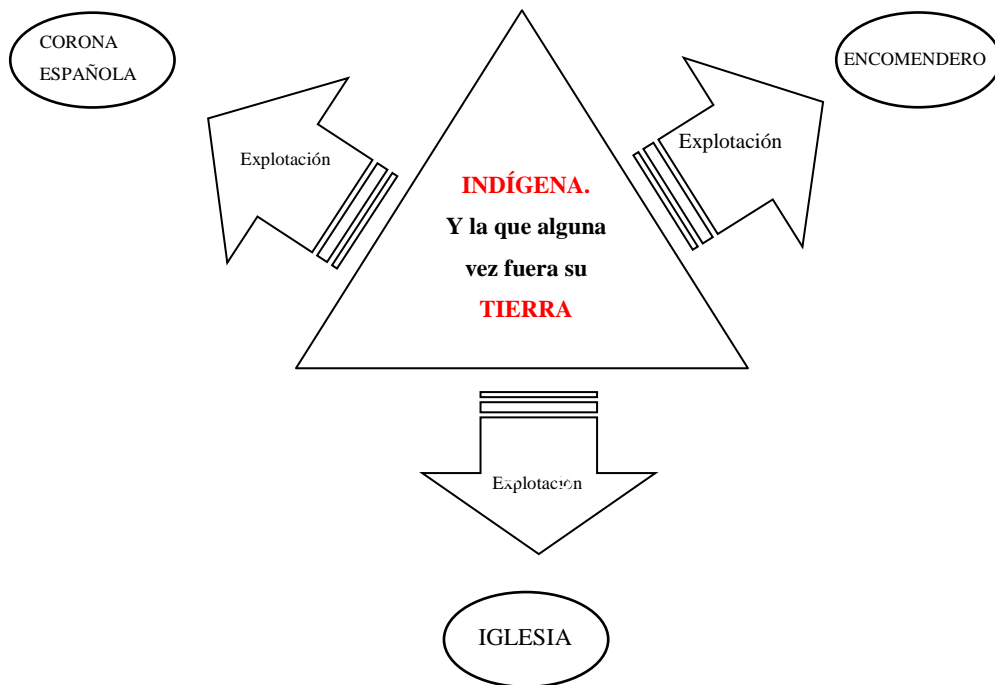 CORONA
ESPAÑOLA
ENCOMENDERO
Explotación
Explotación
INDÍGENA.
Y la que alguna
vez fuera su
TIERRA
Explotación
IGLESIA